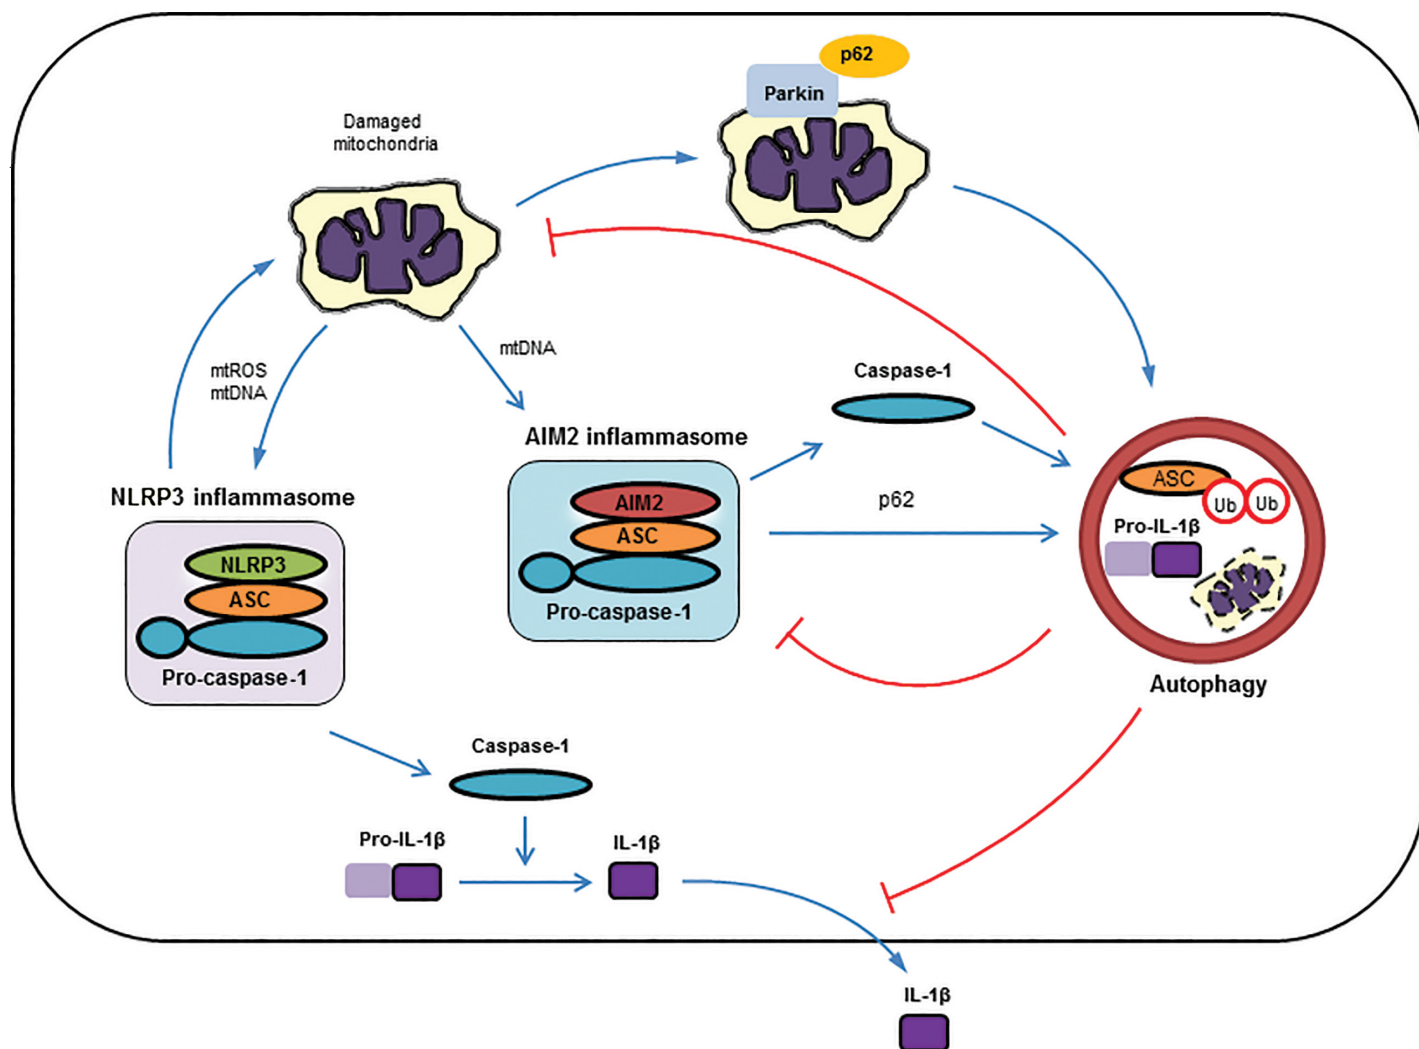 p62
Parkin
Damaged
mitochondria
mtDNA
mtROS
mtDNA
Caspase-1
AIM2 inflammasome
AIM2
ASC
Pro-caspase-1
p62
NLRP3 inflammasome
NLRP3
ASC
Pro-caspase-1
ASC
Ub
Ub
Pro-IL-1β
Autophagy
Caspase-1
Pro-IL-1β
IL-1β
IL-1β